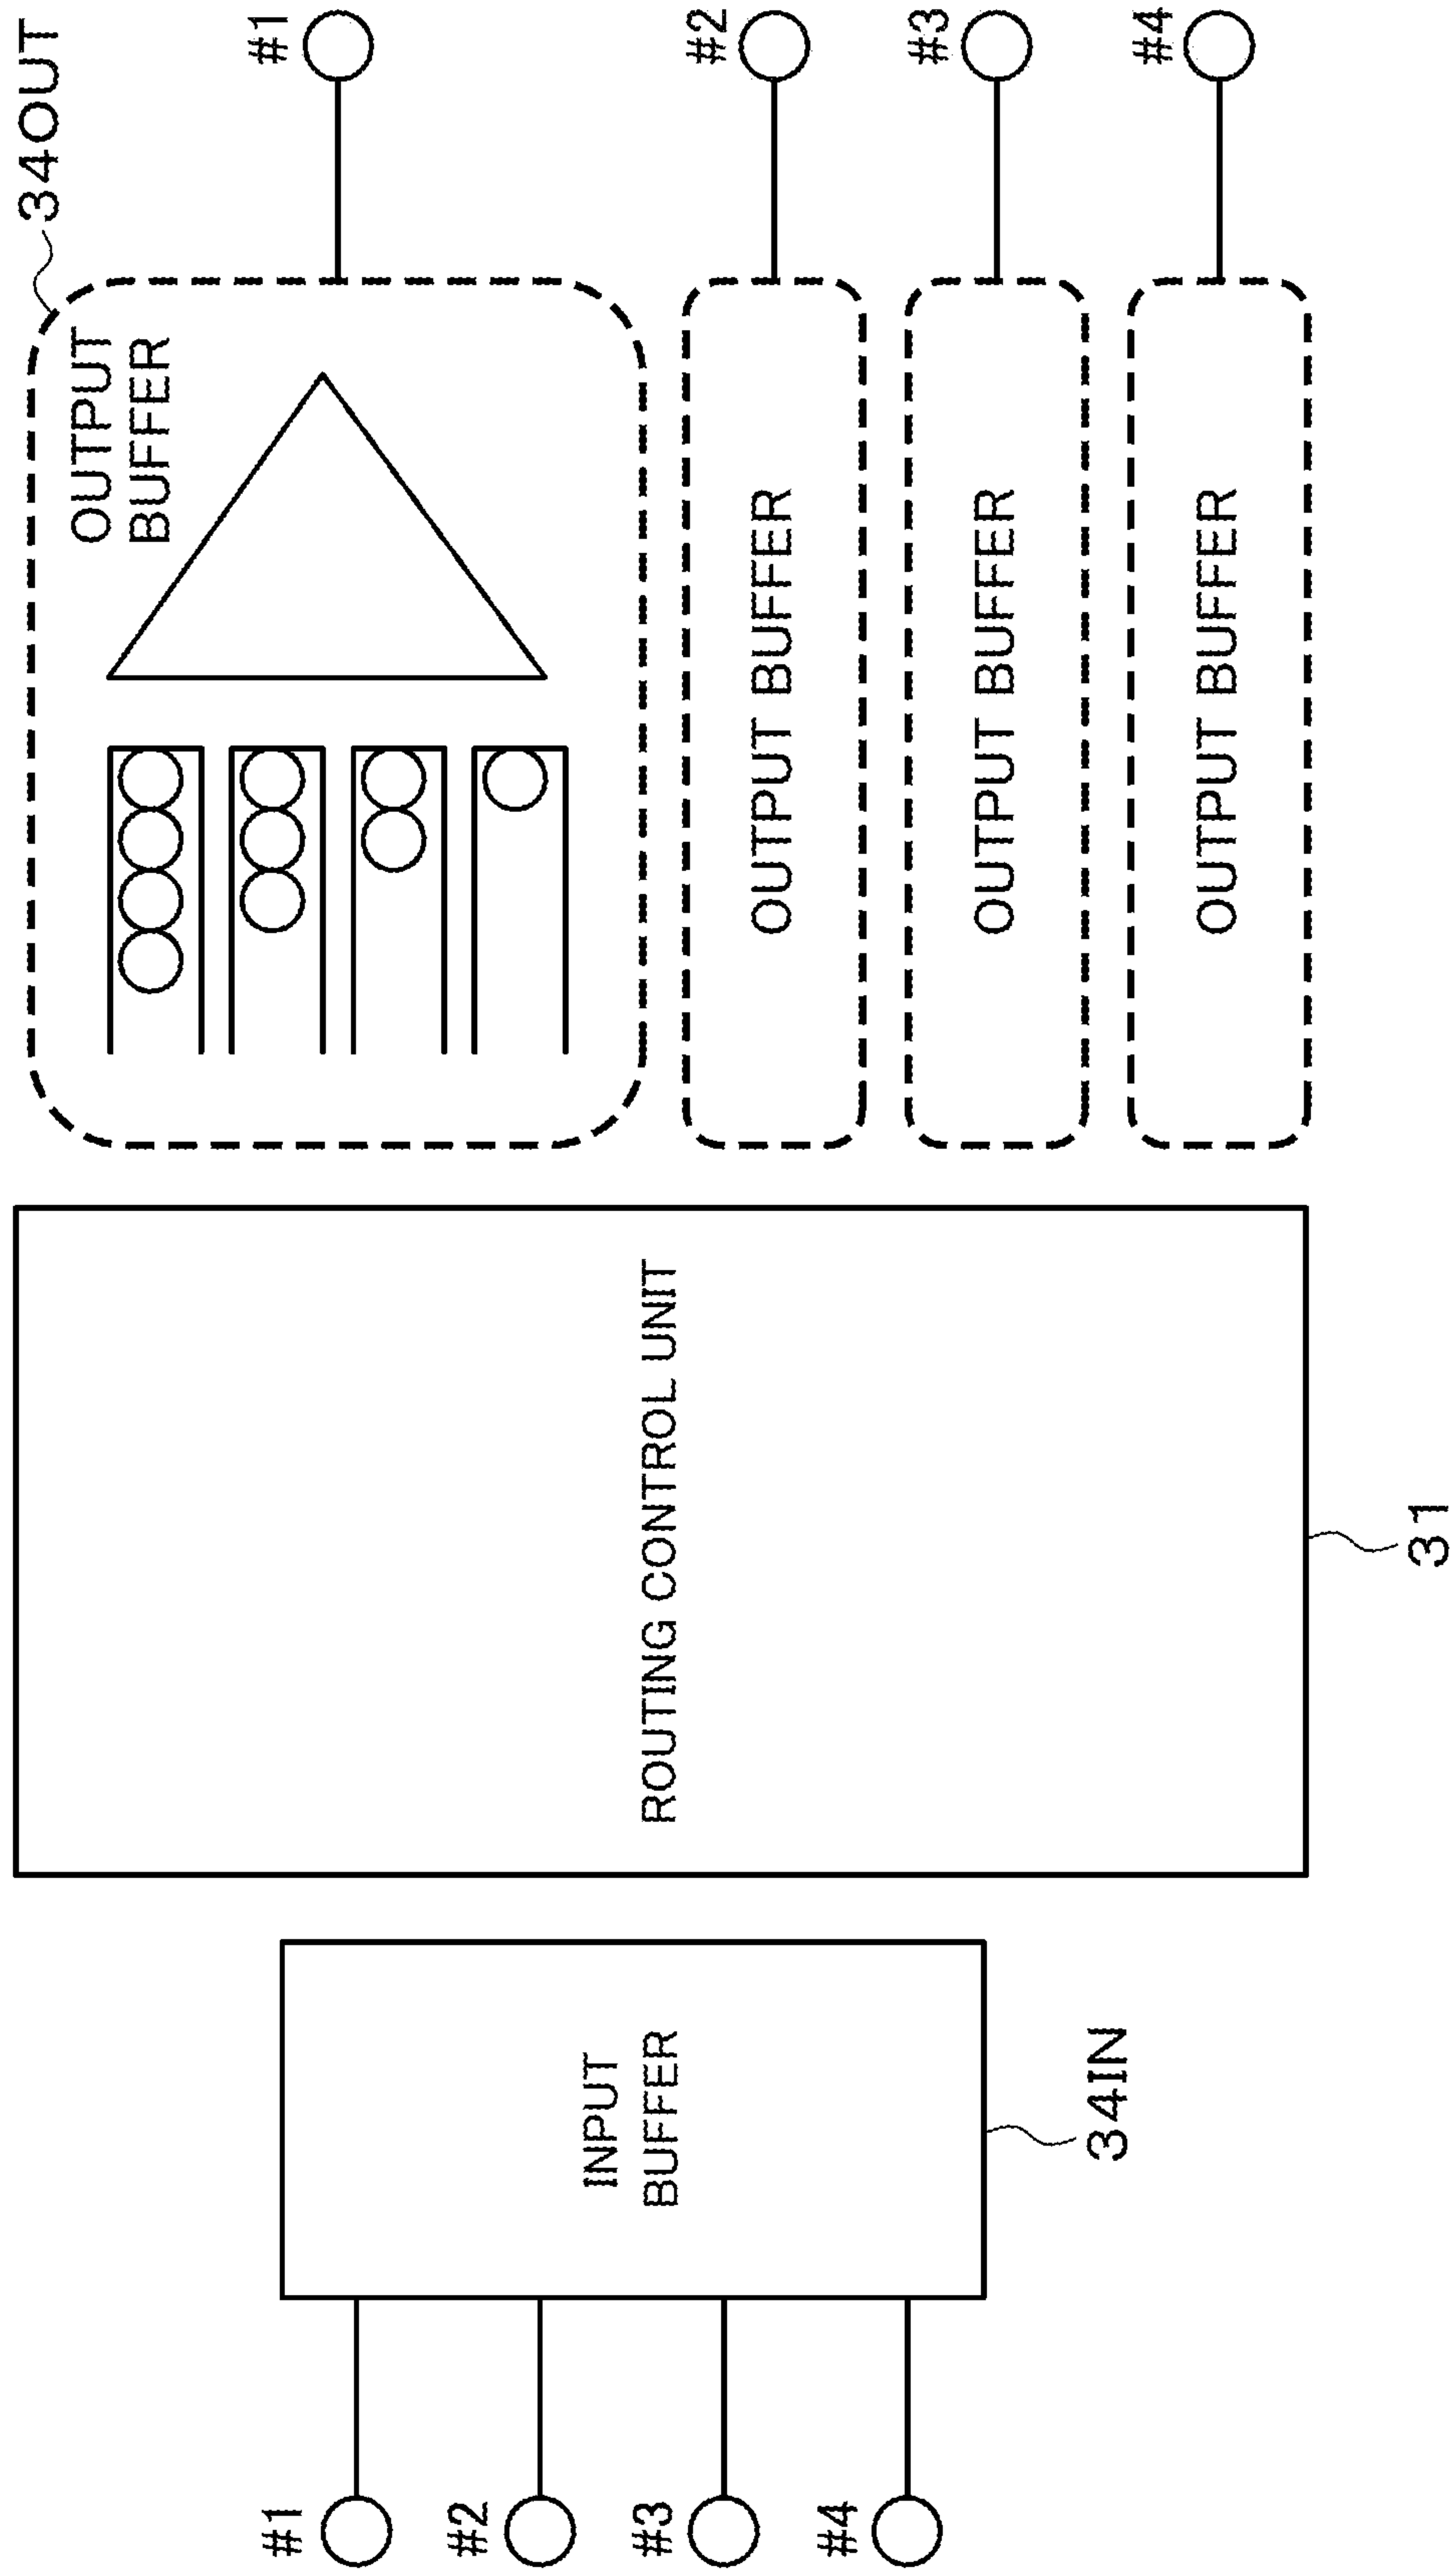 #1
#2
#3
#4
INPUT
BUFFER
34IN
ROUTING CONTROL UNIT
31
34OUT
OUTPUT
BUFFER
OUTPUT BUFFER
OUTPUT BUFFER
OUTPUT BUFFER
#1
#2
#3
#4